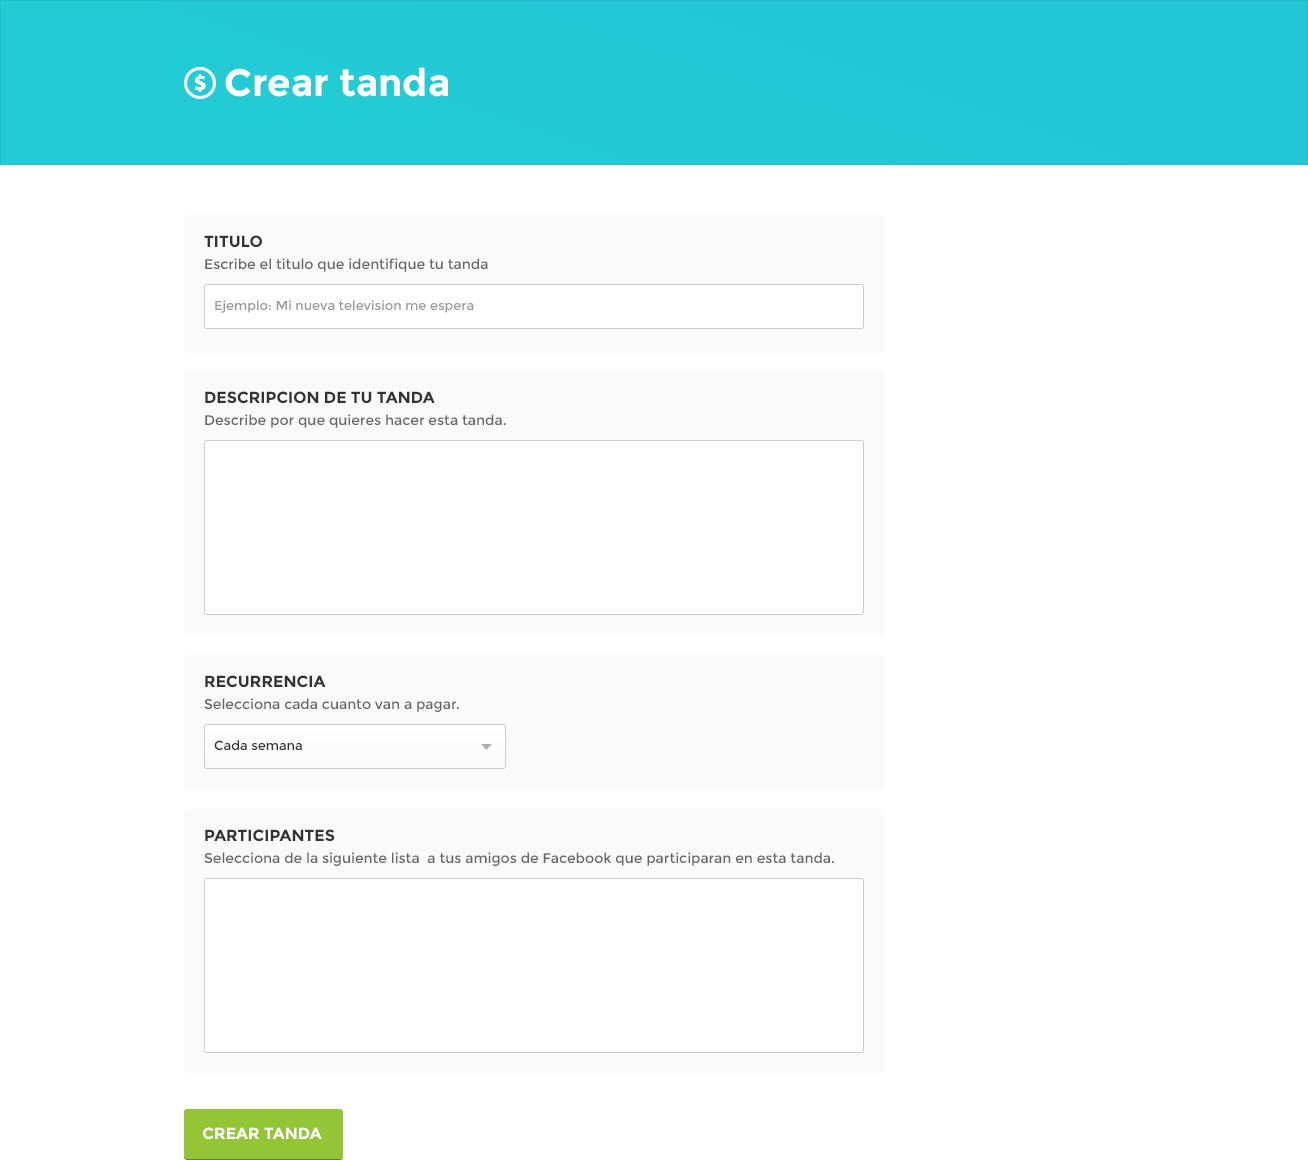 $ Crear tanda
TITULO
Escribe el titulo que identifique tu tanda
Ejemplo: Mi nueva television me espera
DESCRIPCION DE TU TANDA
Describe por que quieres hacer esta tanda.
RECURRENCIA
Selecciona cada cuanto van a pagar.
Cada semana
PARTICIPANTES
Selecciona de la siguiente lista  a tus amigos de Facebook que participaran en esta tanda.
CREAR TANDA